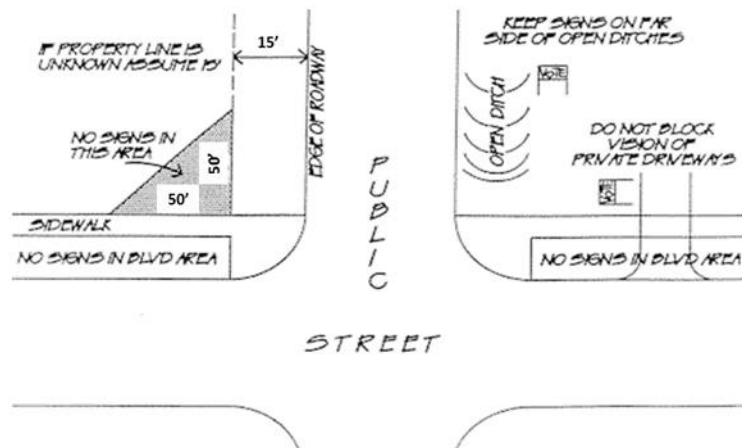 IF PROPERTY LINE IS
UNKNOWN ASSUME 15'
15'
EDGE OF ROADWAY
NO SIGNS IN
THIS AREA
50'
50'
SIDEWALK
NO SIGNS IN BLVD AREA
PUBLIC
STREET
KEEP SIGNS ON FAR
SIDE OF OPEN DITCHES
VOTE
OPEN DITCH
DO NOT BLOCK
VISION OF
PRIVATE DRIVEWAYS
VOTE
NO SIGNS IN BLVD AREA